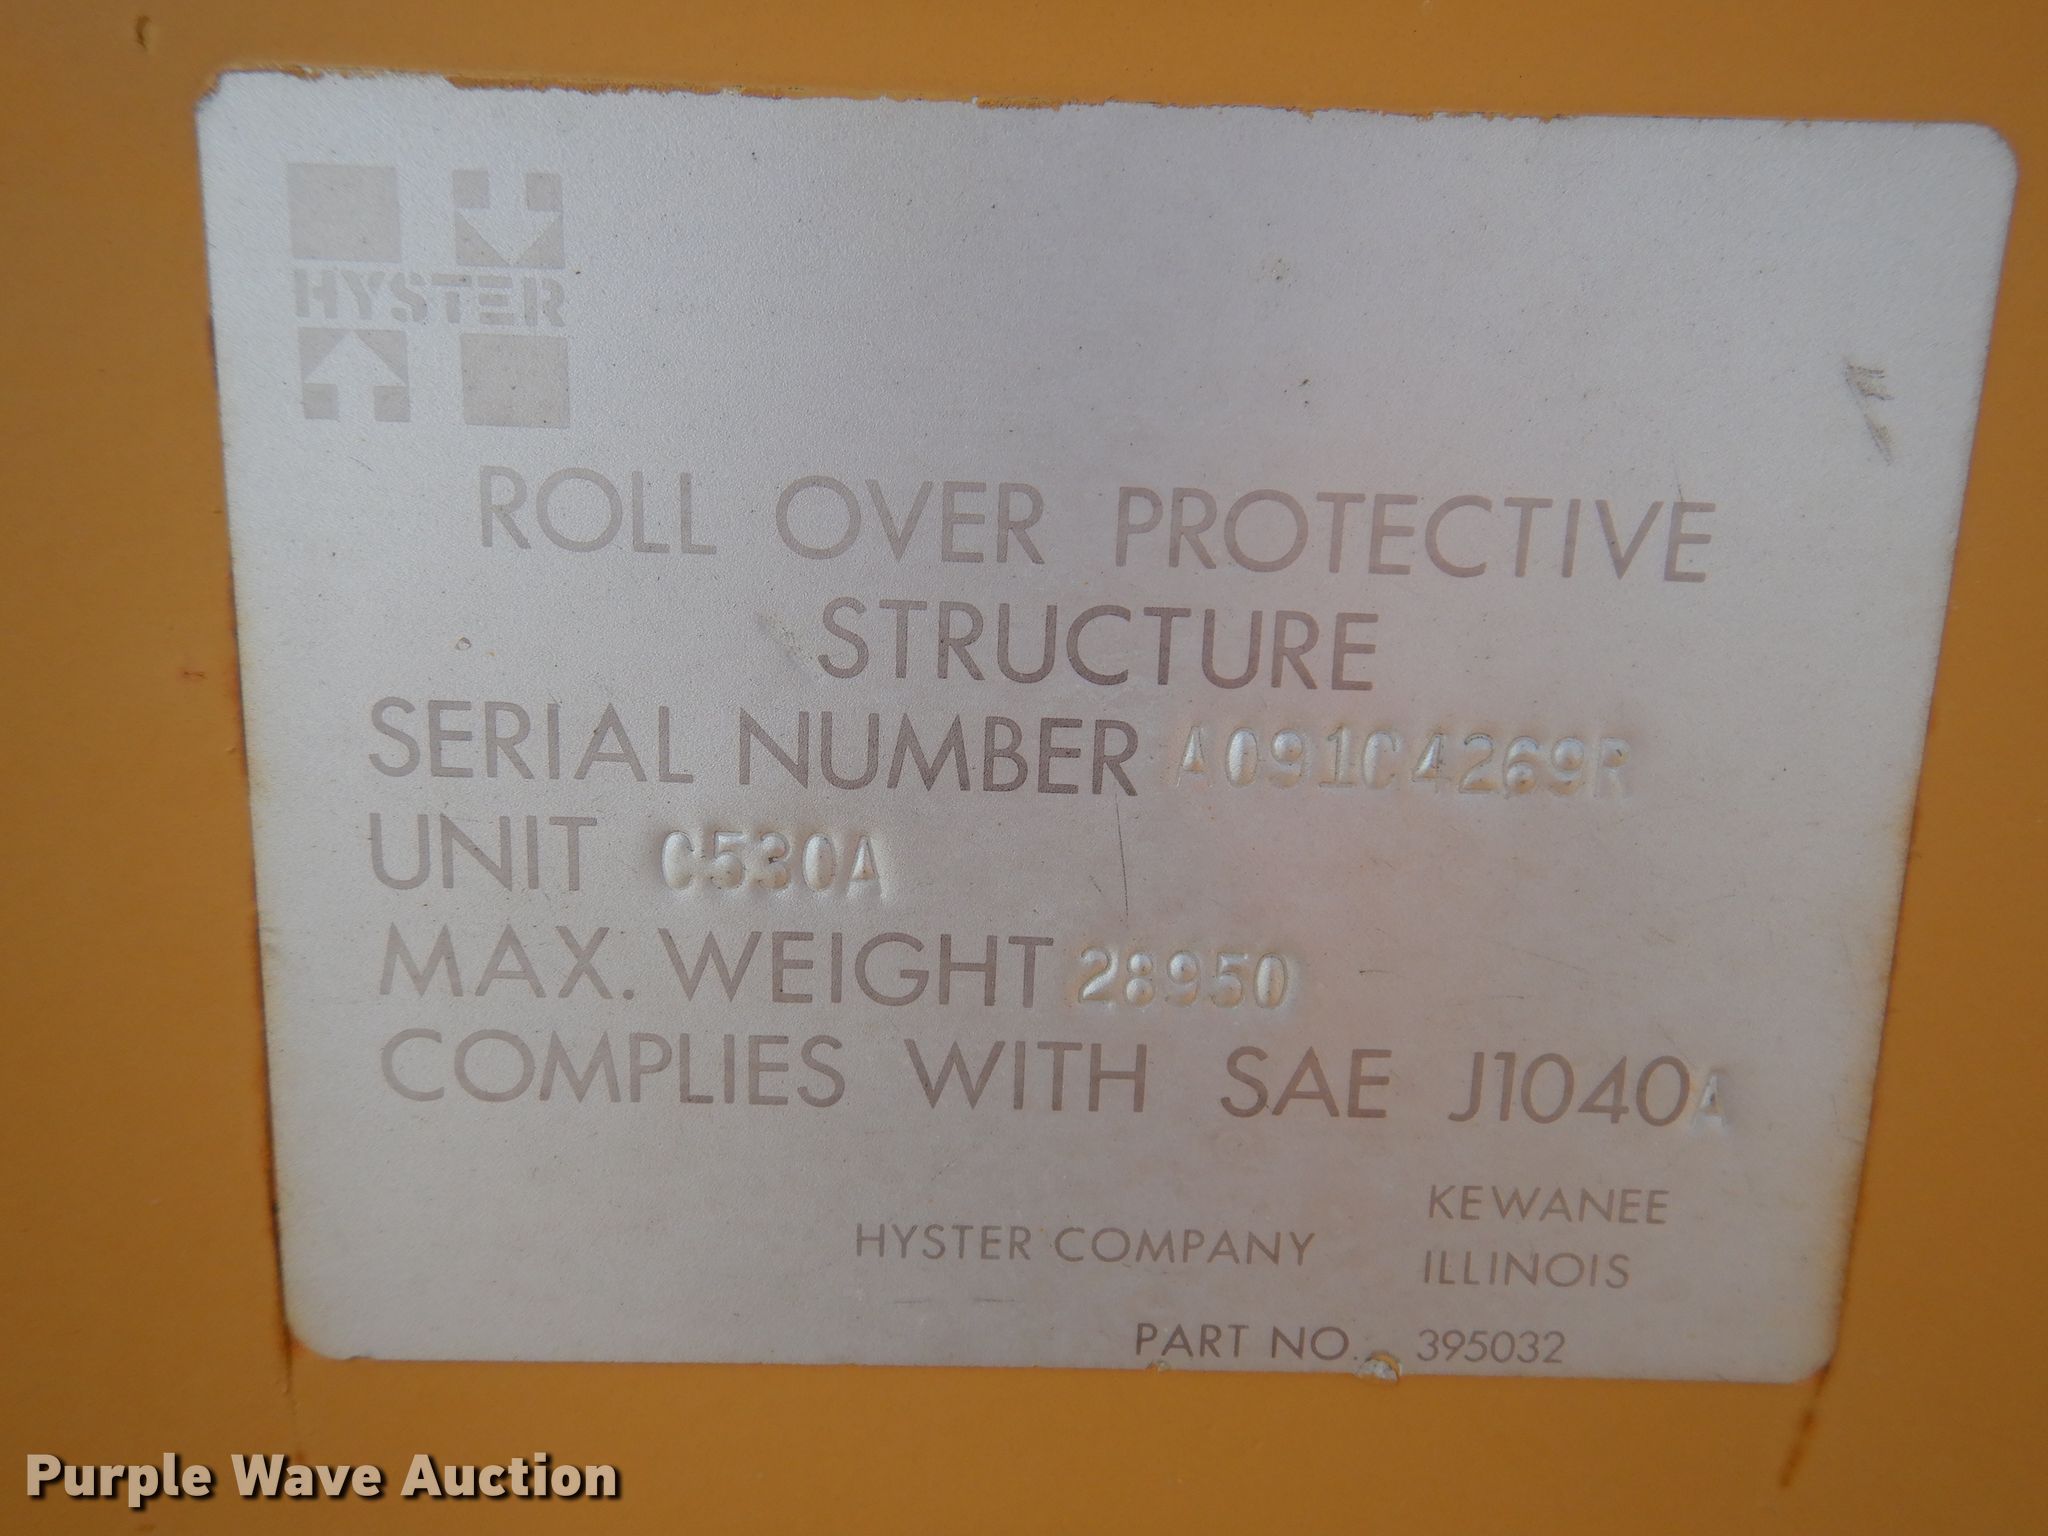 HYSTER
ROLL OVER PROTECTIVE
STRUCTURE
SERIAL NUMBER A091C4269R
UNIT C530A
MAX. WEIGHT 28950
COMPLIES WITH SAE J1040A
HYSTER COMPANY KEWANEE
ILLINOIS
PART NO. 395032
Purple Wave Auction